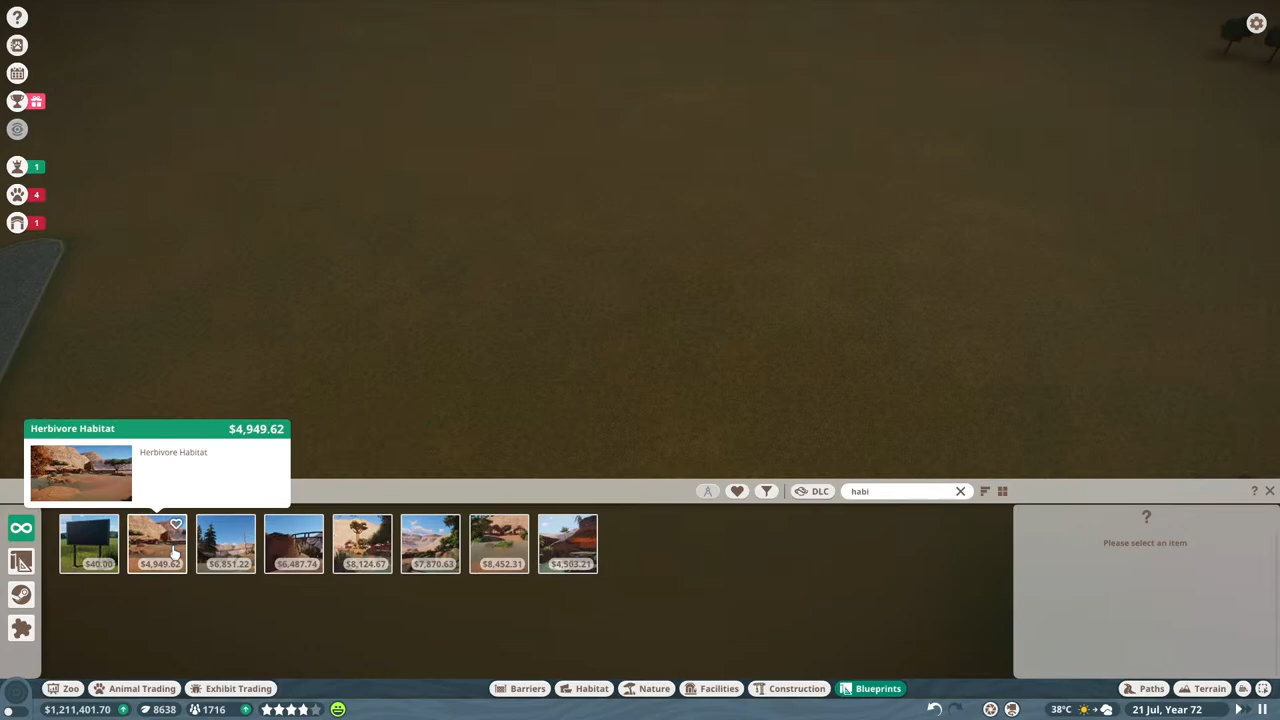 1
4
1
Herbivore Habitat $4,949.62
Herbivore Habitat
DLC habi
?
$40.00 $4,949.62 $6,851.22 $6,487.74 $8,124.67 $7,870.63 $8,452.31 $4,503.21
?
Please select an item
Zoo Animal Trading Exhibit Trading Barriers Habitat Nature Facilities Construction Blueprints Paths Terrain
$1,211,401.70 8638 1716 38°C 21 Jul, Year 72